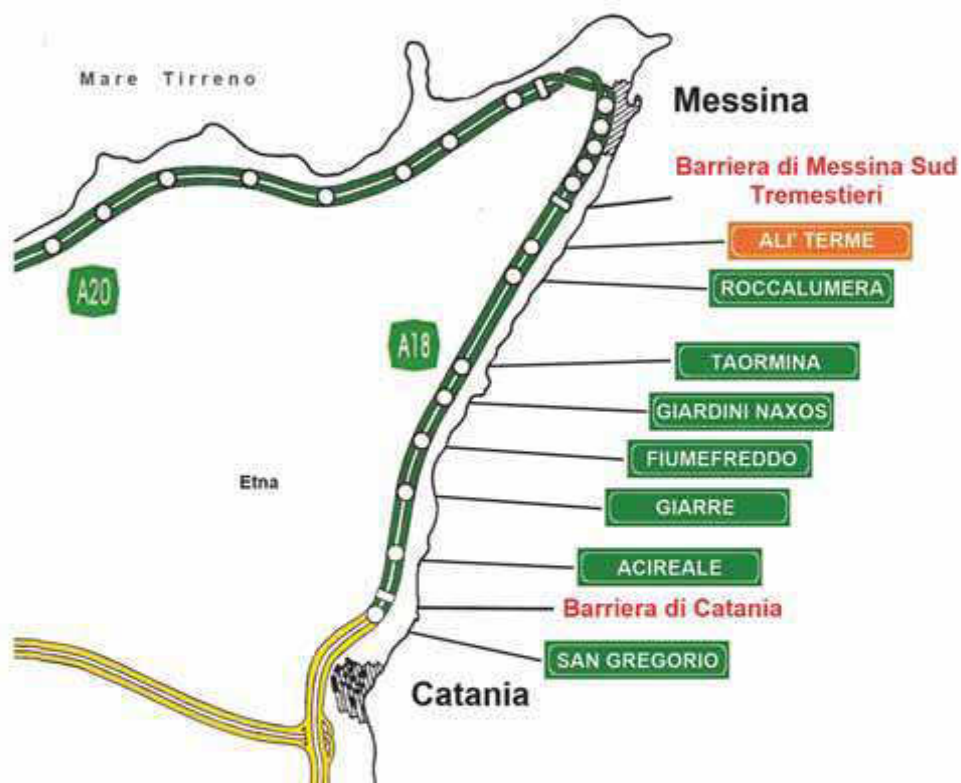 Mare Tirreno
Messina
Barriera di Messina Sud
Tremestieri
ALI' TERME
A20
ROCCALUMERA
A18
TAORMINA
GIARDINI NAXOS
FIUMEFREDDO
Etna
GIARRE
ACIREALE
Barriera di Catania
SAN GREGORIO
Catania